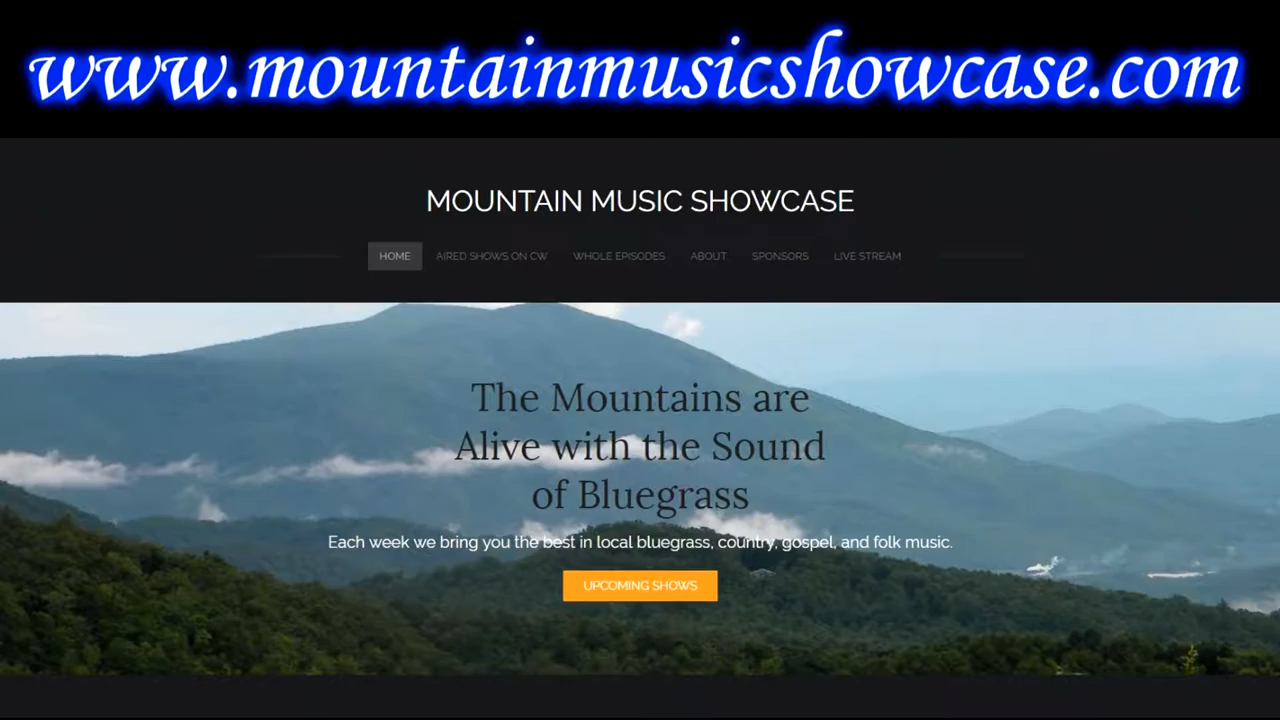 www.mountainmusicshowcase.com
MOUNTAIN MUSIC SHOWCASE
HOME AIRED SHOWS ON CW WHOLE EPISODES ABOUT SPONSORS LIVE STREAM
The Mountains are
Alive with the Sound
of Bluegrass
Each week we bring you the best in local bluegrass, country, gospel, and folk music.
UPCOMING SHOWS